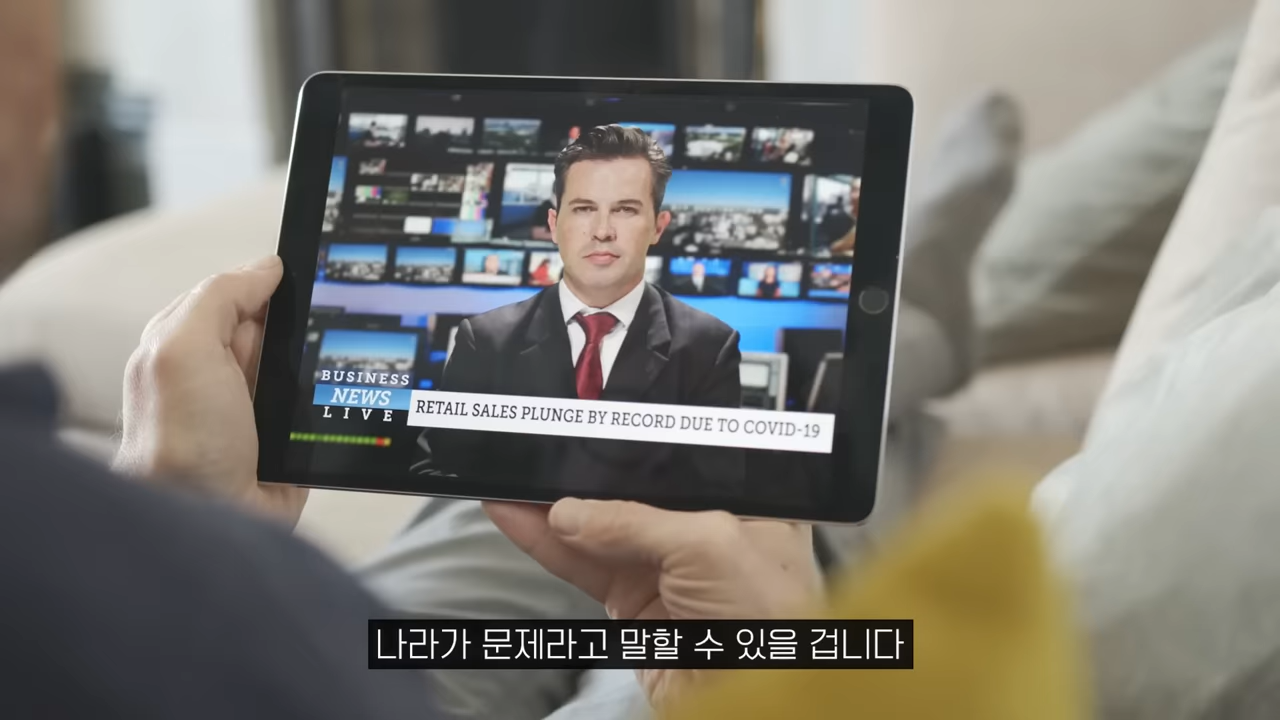 BUSINESS
NEWS
LIVE
RETAIL SALES PLUNGE BY RECORD DUE TO COVID-19
나라가 문제라고 말할 수 있을 겁니다